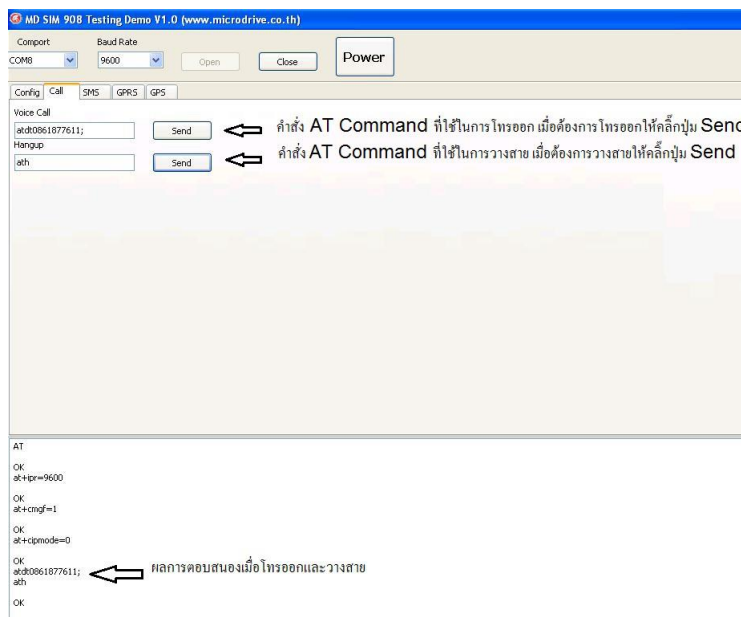 MD SIM 908 Testing Demo V1.0 (www.microdrive.co.th)
Comport Baud Rate
COM8 9600 Open Close Power
Config Call SMS GPRS GPS
Voice Call
atdt0861877611; Send คำสั่ง AT Command ที่ใช้ในการโทรออก เมื่อต้องการโทรออกให้คลิ๊กปุ่ม Send
Hangup
ath Send คำสั่ง AT Command ที่ใช้ในการวางสาย เมื่อต้องการวางสายให้คลิ๊กปุ่ม Send
AT
OK
at+ipr=9600
OK
at+cmgf=1
OK
at+cipmode=0
OK
atdt0861877611; ผลการตอบสนองเมื่อโทรออกและวางสาย
ath
OK